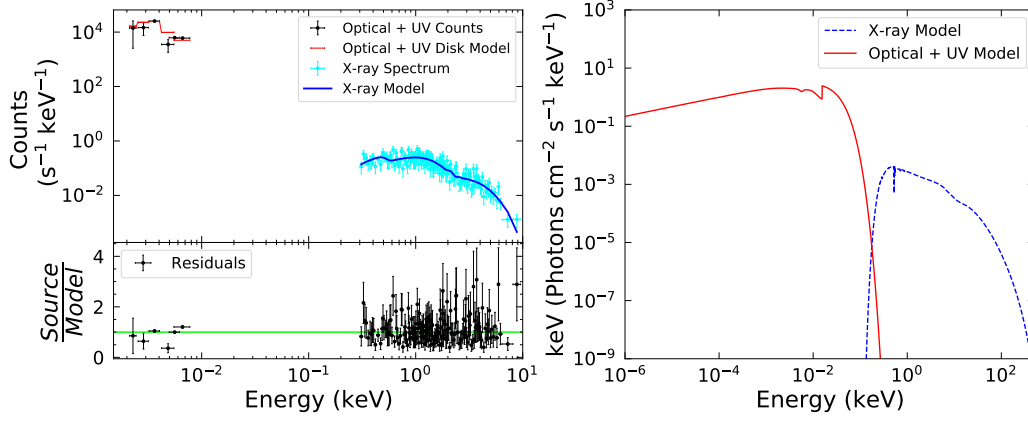 10⁴
10²
10⁰
10⁻²
Counts
(s⁻¹ keV⁻¹)
Optical + UV Counts
Optical + UV Disk Model
X-ray Spectrum
X-ray Model
4
2
0
Source
Model
Residuals
10⁻² 10⁻¹ 10⁰ 10¹
Energy (keV)
10³
10¹
10⁻¹
10⁻³
10⁻⁵
10⁻⁷
10⁻⁹
keV (Photons cm⁻² s⁻¹ keV⁻¹)
X-ray Model
Optical + UV Model
10⁻⁶ 10⁻⁴ 10⁻² 10⁰ 10²
Energy (keV)